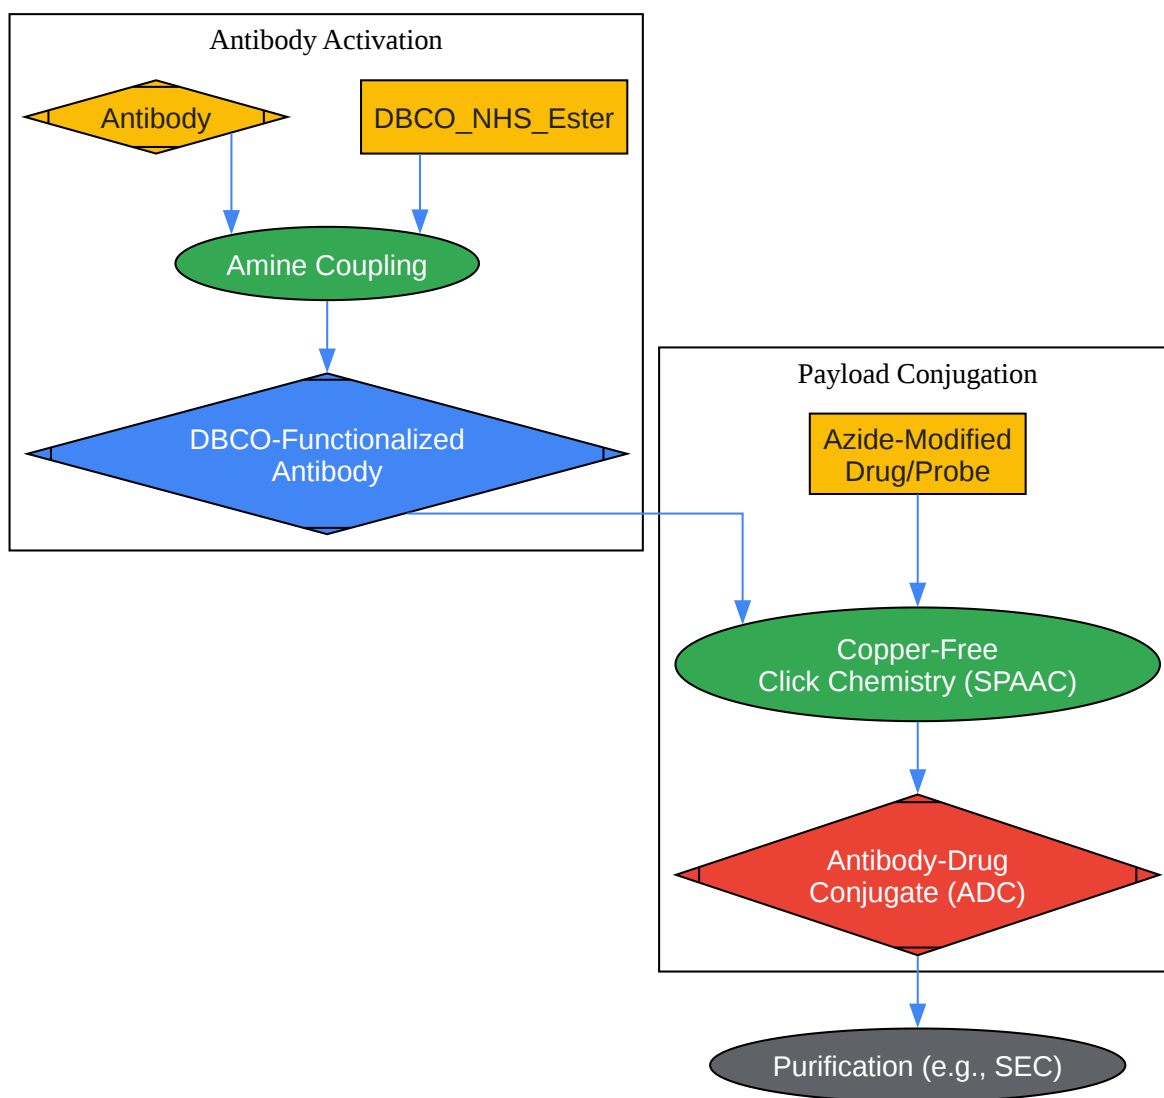 Antibody Activation
Antibody
DBCO_NHS_Ester
Amine Coupling
DBCO-Functionalized
Antibody
Payload Conjugation
Azide-Modified
Drug/Probe
Copper-Free
Click Chemistry (SPAAC)
Antibody-Drug
Conjugate (ADC)
Purification (e.g., SEC)